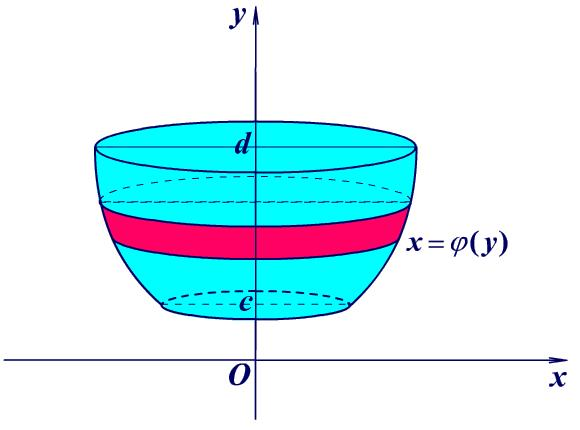 y
d
x = φ(y)
c
O
x